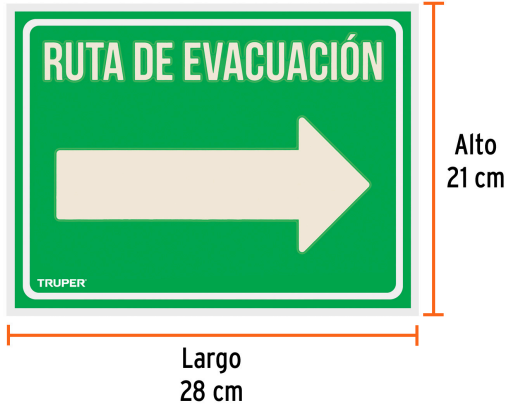 RUTA DE EVACUACIÓN
TRUPER
Alto
21 cm
Largo
28 cm